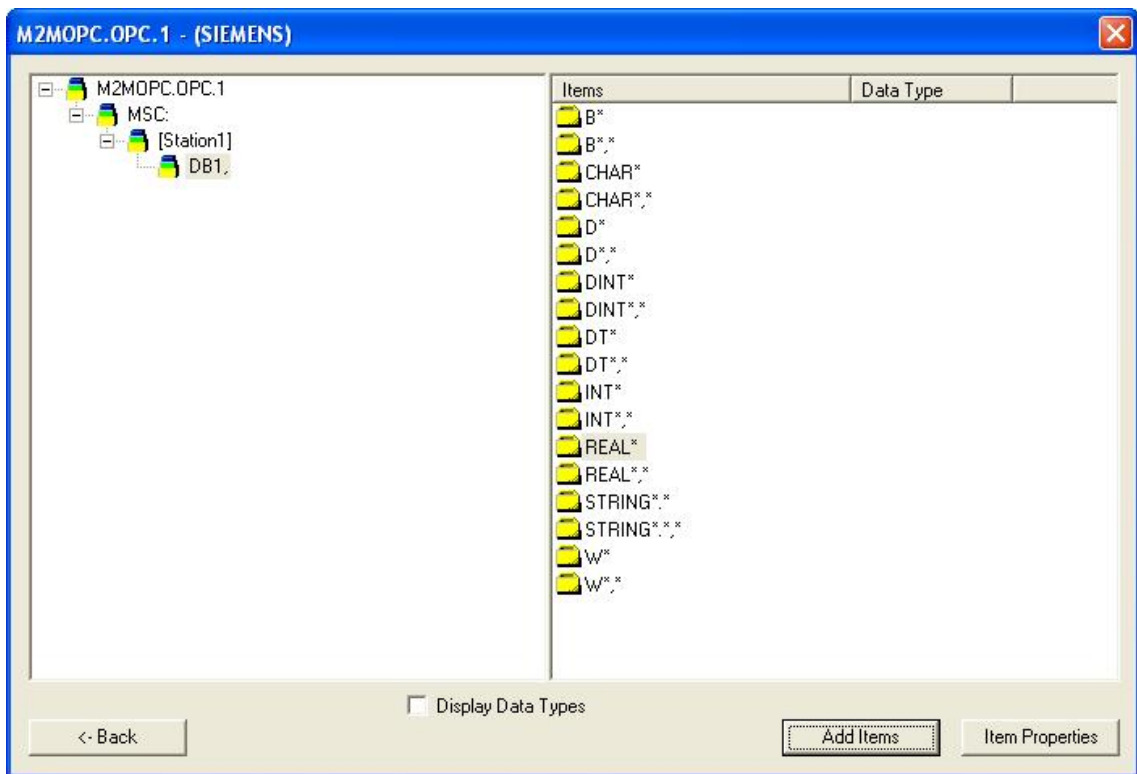 M2MOPC.OPC.1 - (SIEMENS)
M2MOPC.OPC.1
MSC:
[Station1]
DB1,
Items Data Type
B*
B*,*
CHAR*
CHAR*,*
D*
D*,*
DINT*
DINT*,*
DT*
DT*,*
INT*
INT*,*
REAL*
REAL*,*
STRING*.*
STRING*.*,*
W*
W*,*
Display Data Types
<- Back Add Items Item Properties